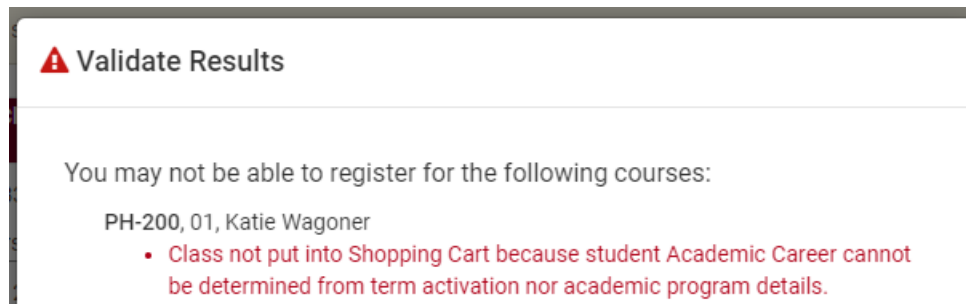 Validate Results
You may not be able to register for the following courses:
PH-200, 01, Katie Wagoner
• Class not put into Shopping Cart because student Academic Career cannot
be determined from term activation nor academic program details.